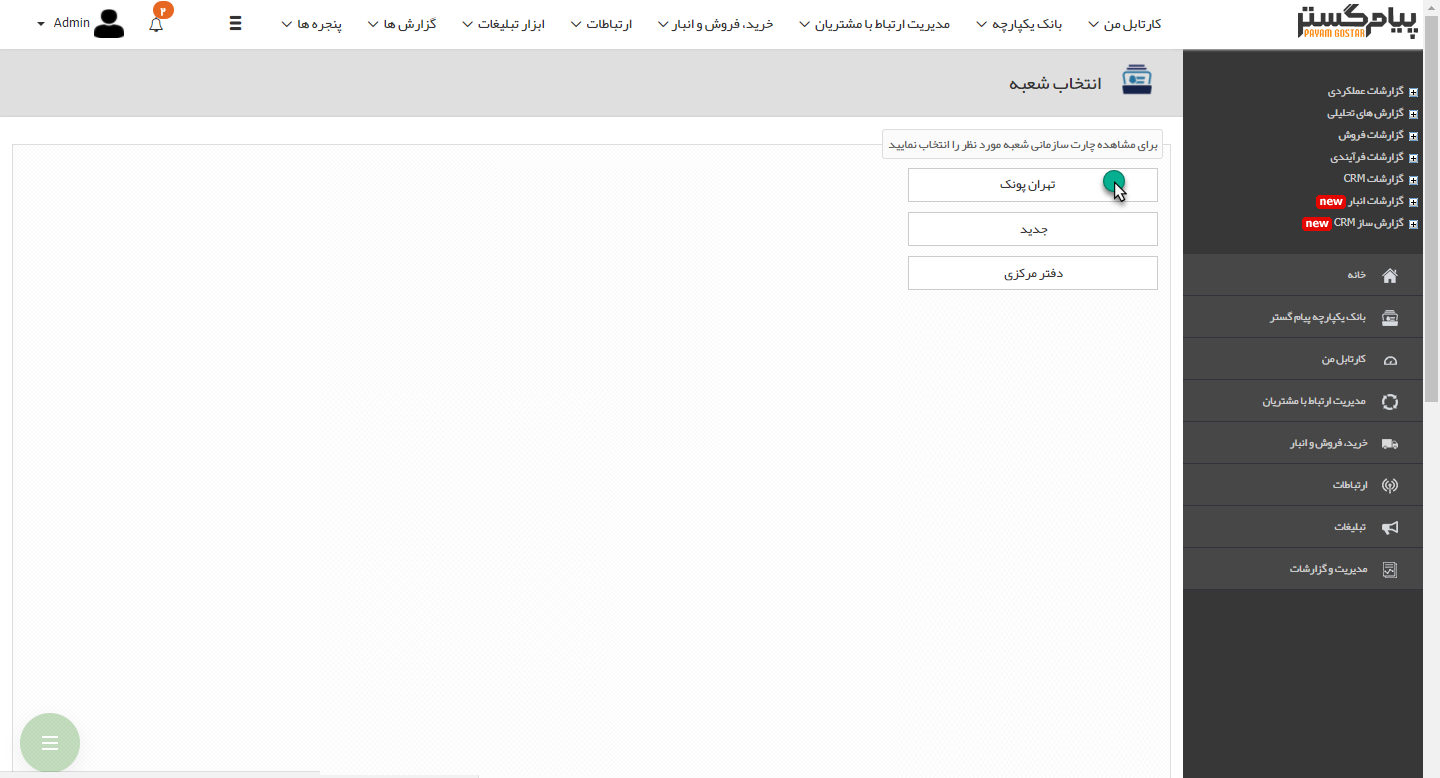 پیام گستر
PAYAM GOSTAR
کارتابل من
بانک یکپارچه
مدیریت ارتباط با مشتریان
خرید، فروش و انبار
ارتباطات
ابزار تبلیغات
گزارش ها
پنجره ها
۲
Admin
انتخاب شعبه
برای مشاهده چارت سازمانی شعبه مورد نظر را انتخاب نمایید
تهران پونک
جدید
دفتر مرکزی
گزارشات عملکردی
گزارش های تحلیلی
گزارشات فروش
گزارشات فرآیندی
گزارشات CRM
گزارشات انبار new
گزارش ساز CRM new
خانه
بانک یکپارچه پیام گستر
کارتابل من
مدیریت ارتباط با مشتریان
خرید، فروش و انبار
ارتباطات
تبلیغات
مدیریت و گزارشات